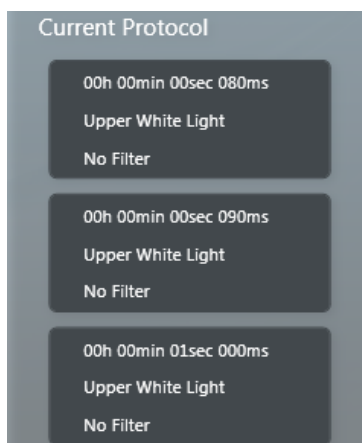 Current Protocol
00h 00min 00sec 080ms
Upper White Light
No Filter
00h 00min 00sec 090ms
Upper White Light
No Filter
00h 00min 01sec 000ms
Upper White Light
No Filter